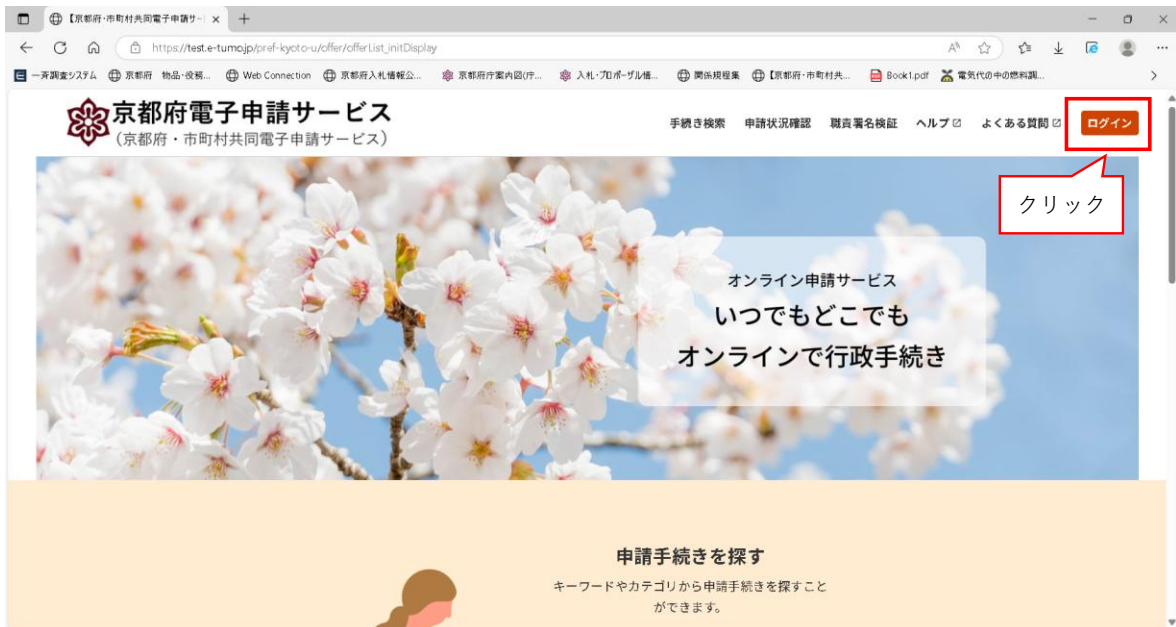 【京都府・市町村共同電子申請サー
https://test.e-tumo.jp/pref-kyoto-u/offer/offerList_initDisplay
一斉調査システム 京都府 物品・役務... Web Connection 京都府入札情報公... 京都府庁案内図(庁... 入札・プロポーザル情... 関係規程集 【京都府・市町村共... Book1.pdf 電気代の中の燃料調...
京都府電子申請サービス
（京都府・市町村共同電子申請サービス）
手続き検索 申請状況確認 職責署名検証 ヘルプ よくある質問 ログイン
クリック
オンライン申請サービス
いつでもどこでも
オンラインで行政手続き
申請手続きを探す
キーワードやカテゴリから申請手続きを探すこと
ができます。